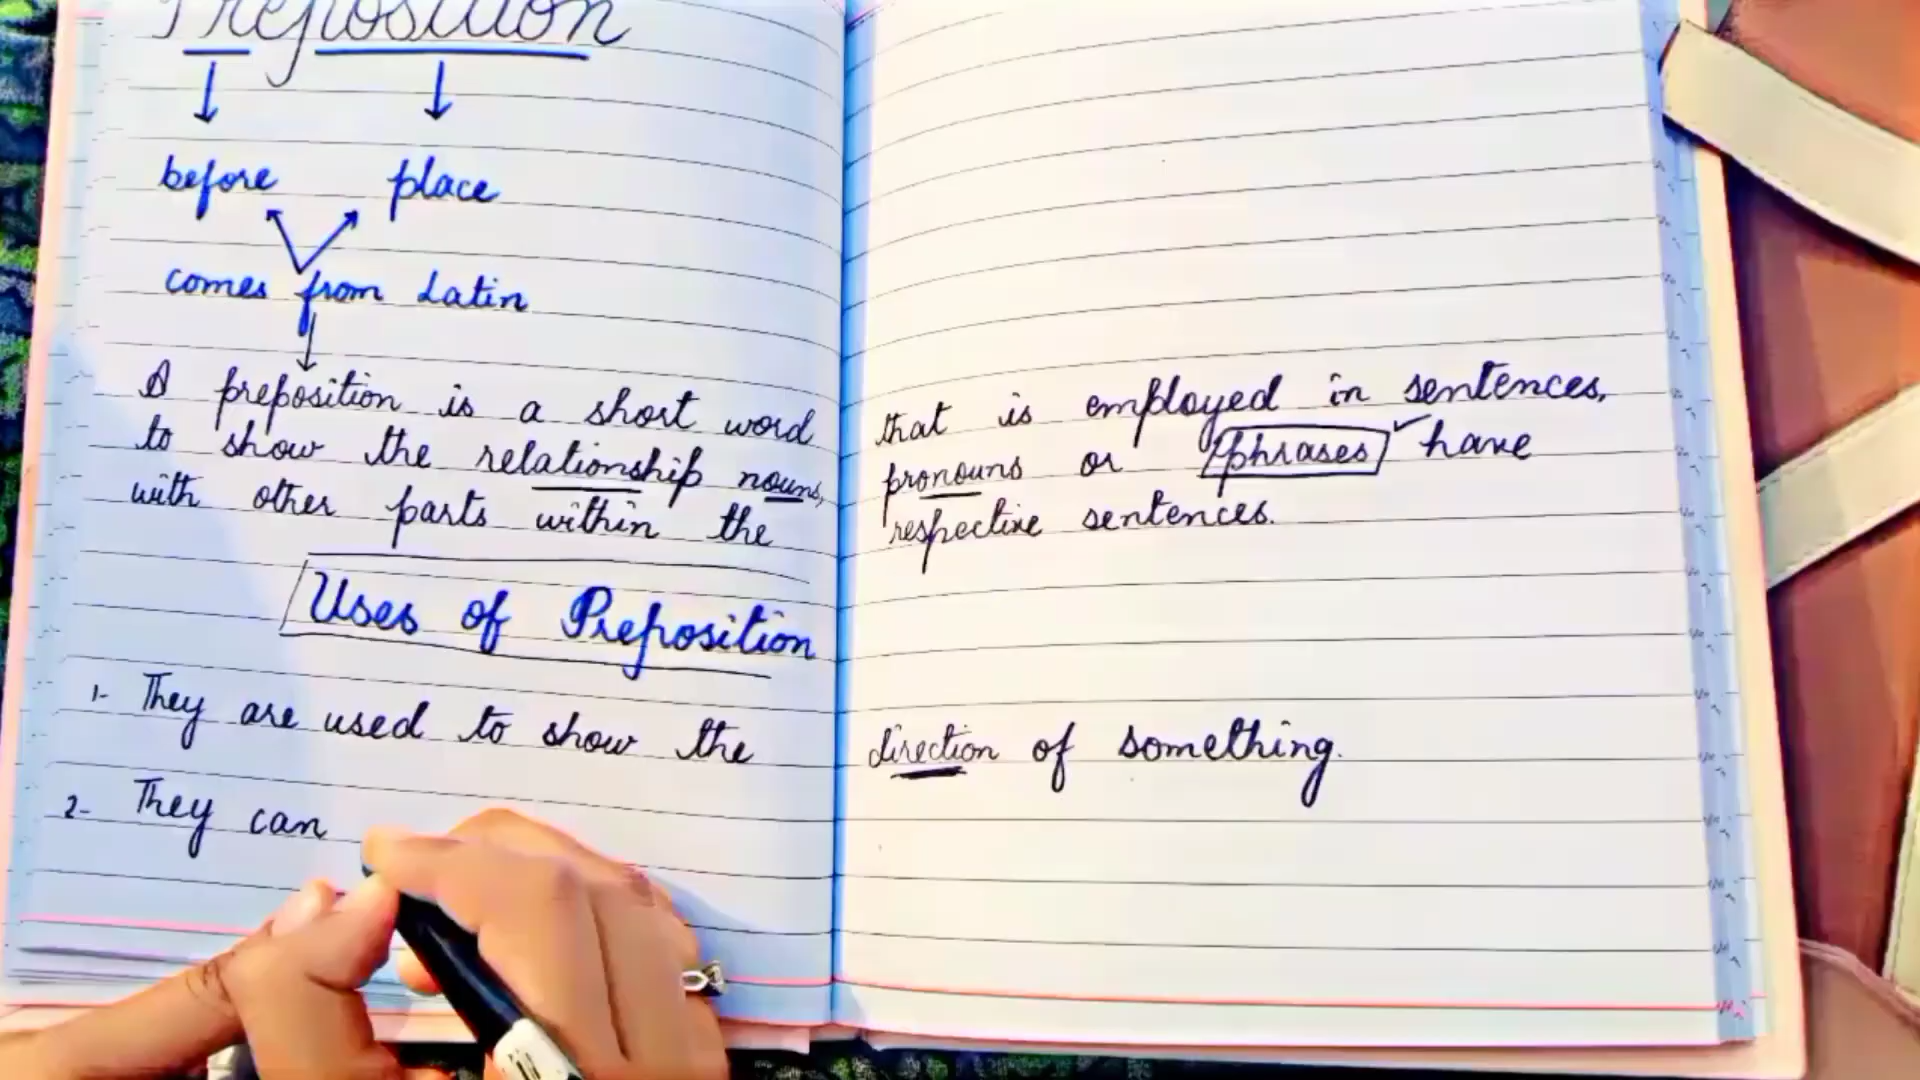 Preposition
before place
comes from Latin
A preposition is a short word that is employed in sentences,
to show the relationship nouns, pronouns or phrases have
with other parts within the respective sentences.
Uses of Preposition
1- They are used to show the direction of something.
2- They can